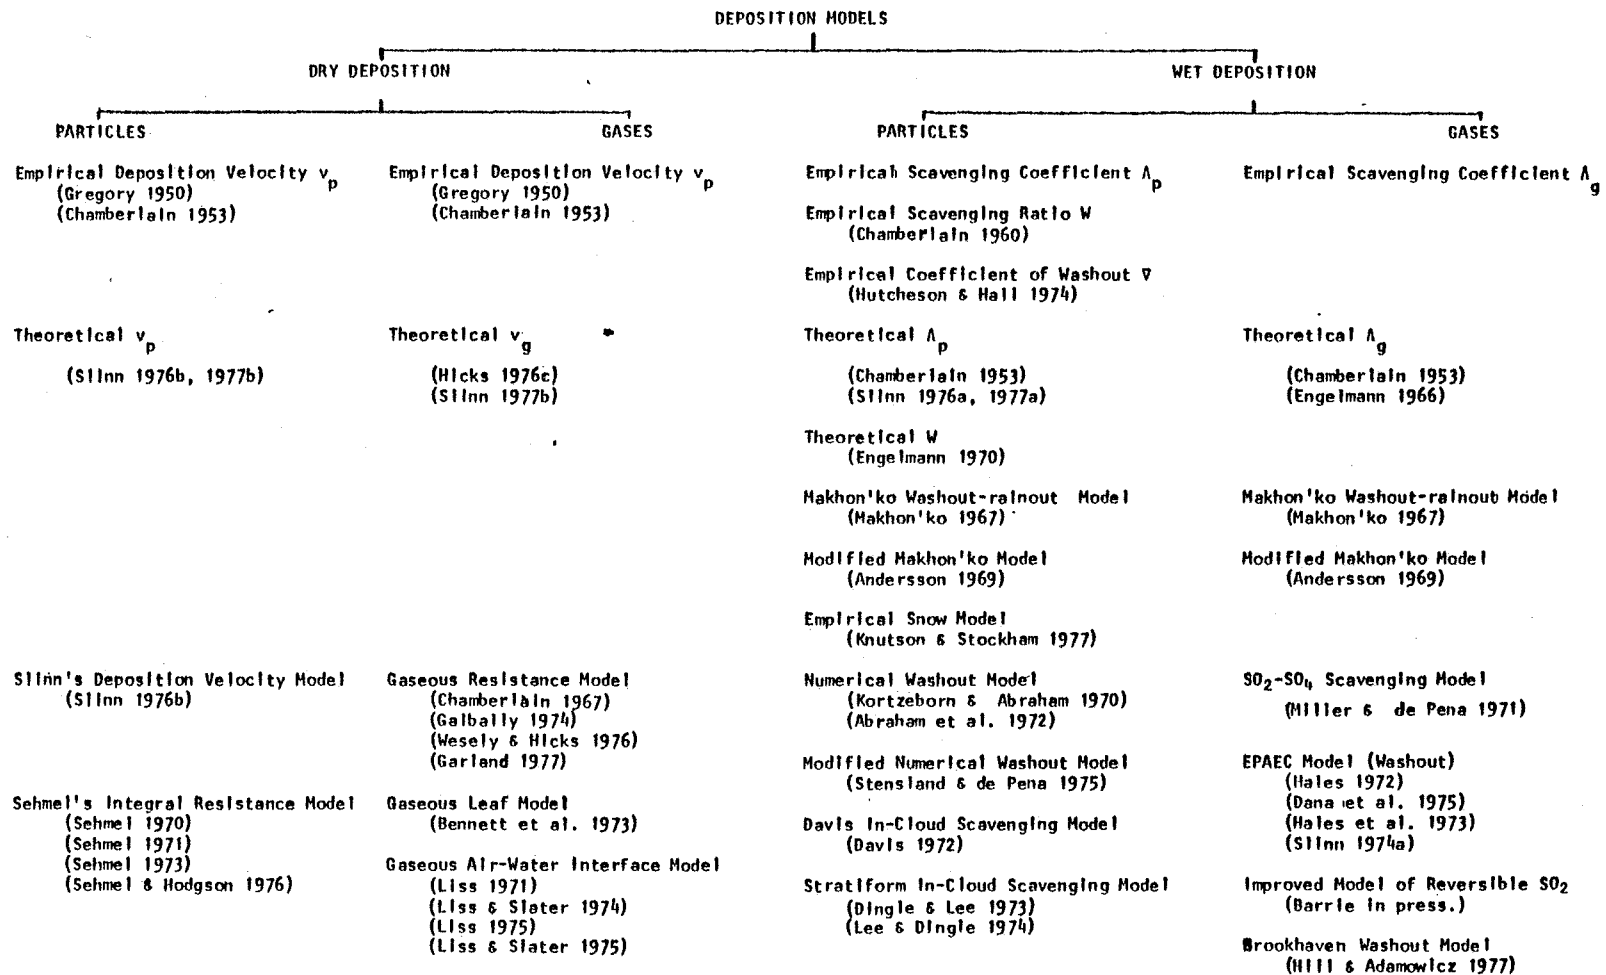 DEPOSITION MODELS
DRY DEPOSITION
WET DEPOSITION
PARTICLES
GASES
PARTICLES
GASES
Empirical Deposition Velocity v_p
(Gregory 1950)
(Chamberlain 1953)
Theoretical v_p
(Slinn 1976b, 1977b)
Slinn's Deposition Velocity Model
(Slinn 1976b)
Sehmel's Integral Resistance Model
(Sehmel 1970)
(Sehmel 1971)
(Sehmel 1973)
(Sehmel & Hodgson 1976)
Empirical Deposition Velocity v_p
(Gregory 1950)
(Chamberlain 1953)
Theoretical v_g
(Hicks 1976c)
(Slinn 1977b)
Gaseous Resistance Model
(Chamberlain 1967)
(Galbally 1974)
(Wesely & Hicks 1976)
(Garland 1977)
Gaseous Leaf Model
(Bennett et al. 1973)
Gaseous Air-Water Interface Model
(Liss 1971)
(Liss & Slater 1974)
(Liss 1975)
(Liss & Slater 1975)
Empirical Scavenging Coefficient Λ_p
Empirical Scavenging Ratio W
(Chamberlain 1960)
Empirical Coefficient of Washout ∇
(Hutcheson & Hall 1974)
Theoretical Λ_p
(Chamberlain 1953)
(Slinn 1976a, 1977a)
Theoretical W
(Engelmann 1970)
Makhon'ko Washout-rainout Model
(Makhon'ko 1967)
Modified Makhon'ko Model
(Andersson 1969)
Empirical Snow Model
(Knutson & Stockham 1977)
Numerical Washout Model
(Kortzeborn & Abraham 1970)
(Abraham et al. 1972)
Modified Numerical Washout Model
(Stensland & de Pena 1975)
Davis In-Cloud Scavenging Model
(Davis 1972)
Stratiform In-Cloud Scavenging Model
(Dingle & Lee 1973)
(Lee & Dingle 1974)
Empirical Scavenging Coefficient Λ_g
Theoretical Λ_g
(Chamberlain 1953)
(Engelmann 1966)
Makhon'ko Washout-rainout Model
(Makhon'ko 1967)
Modified Makhon'ko Model
(Andersson 1969)
SO₂-SO₄ Scavenging Model
(Miller & de Pena 1971)
EPAEC Model (Washout)
(Hales 1972)
(Dana et al. 1975)
(Hales et al. 1973)
(Slinn 1974a)
Improved Model of Reversible SO₂
(Barrie in press.)
Brookhaven Washout Model
(Hill & Adamowicz 1977)